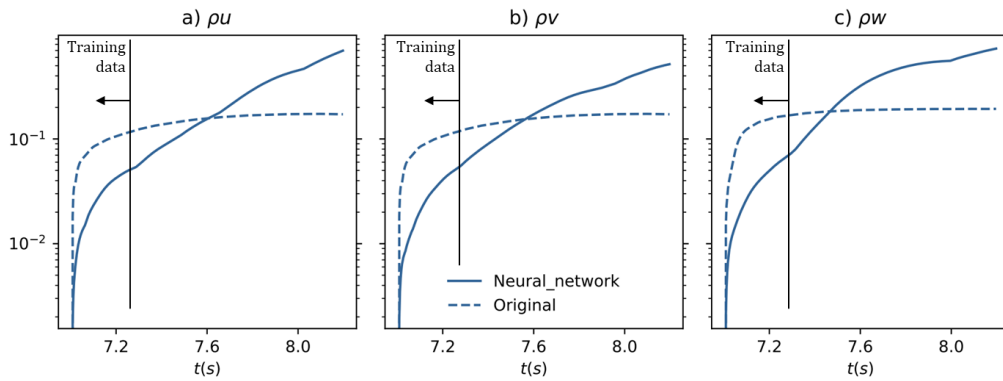 a) ρu
b) ρv
c) ρw
Training
data
Training
data
Training
data
10⁻¹
10⁻²
Neural_network
Original
7.2 7.6 8.0
7.2 7.6 8.0
7.2 7.6 8.0
t(s)
t(s)
t(s)